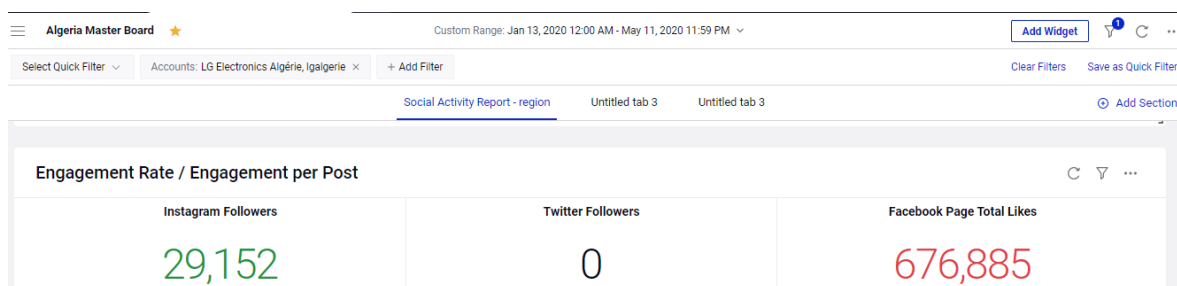 Algeria Master Board
Custom Range: Jan 13, 2020 12:00 AM - May 11, 2020 11:59 PM
Add Widget
1
Select Quick Filter
Accounts: LG Electronics Algérie, lgalgerie ×
+ Add Filter
Clear Filters
Save as Quick Filter
Social Activity Report - region
Untitled tab 3
Untitled tab 3
Add Section
Engagement Rate / Engagement per Post
Instagram Followers
Twitter Followers
Facebook Page Total Likes
29,152
0
676,885